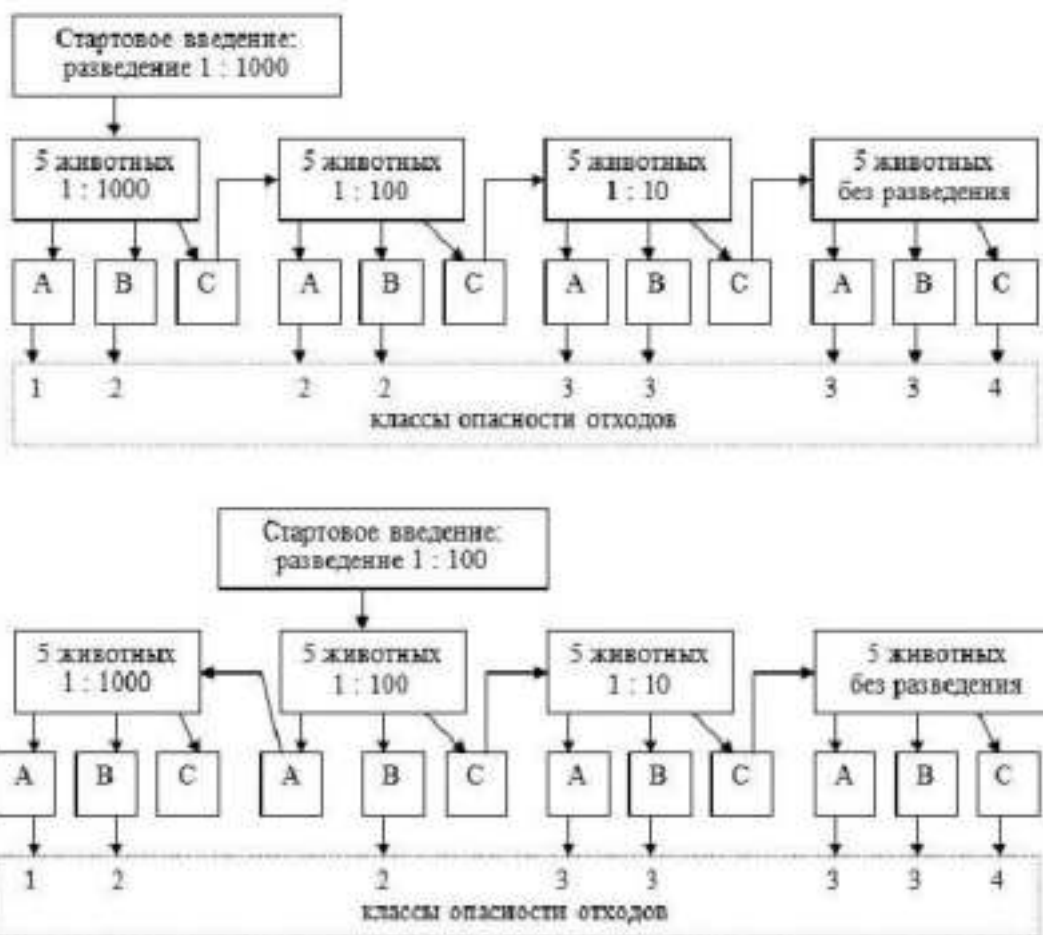 Стартовое введение:
разведение 1 : 1000
5 животных
1 : 1000
5 животных
1 : 100
5 животных
1 : 10
5 животных
без разведения
A B C A B C A B C A B C
1 2 2 2 3 3 3 3 4
классы опасности отходов
Стартовое введение:
разведение 1 : 100
5 животных
1 : 1000
5 животных
1 : 100
5 животных
1 : 10
5 животных
без разведения
A B C A B C A B C A B C
1 2 2 3 3 3 3 4
классы опасности отходов